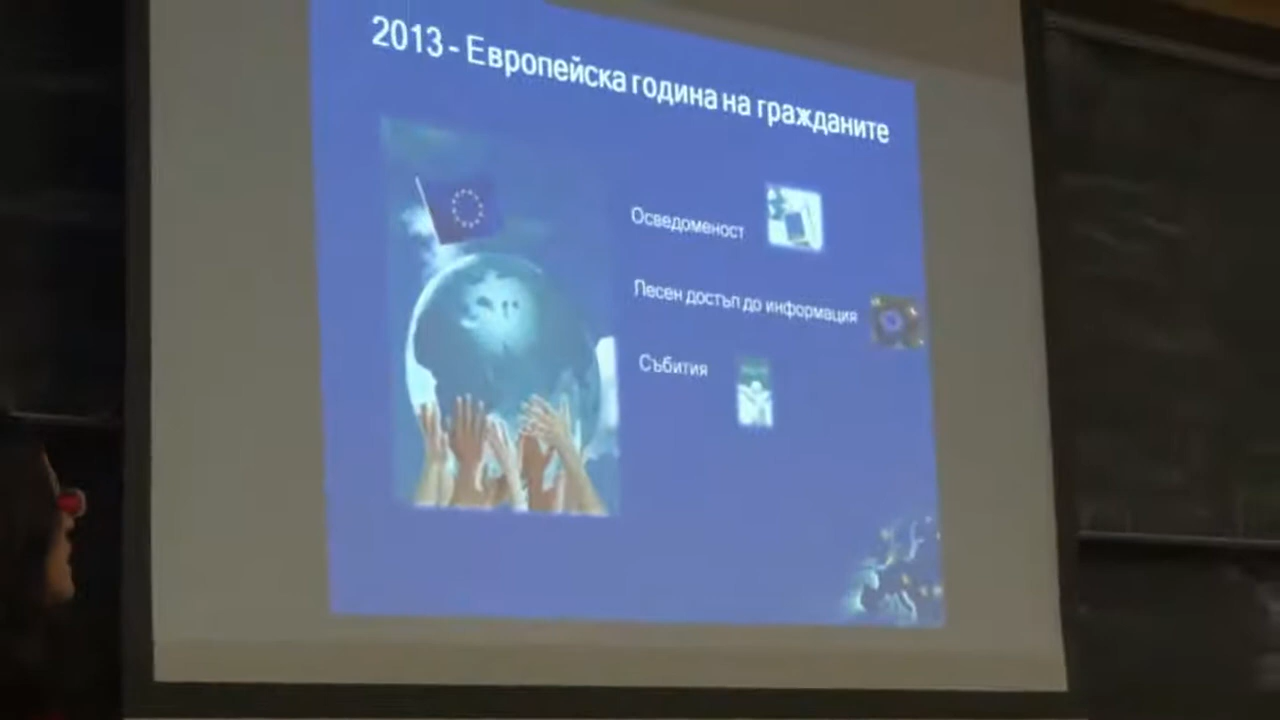 2013 - Европейска година на гражданите
Осведоменост
Лесен достъп до информация
Събития